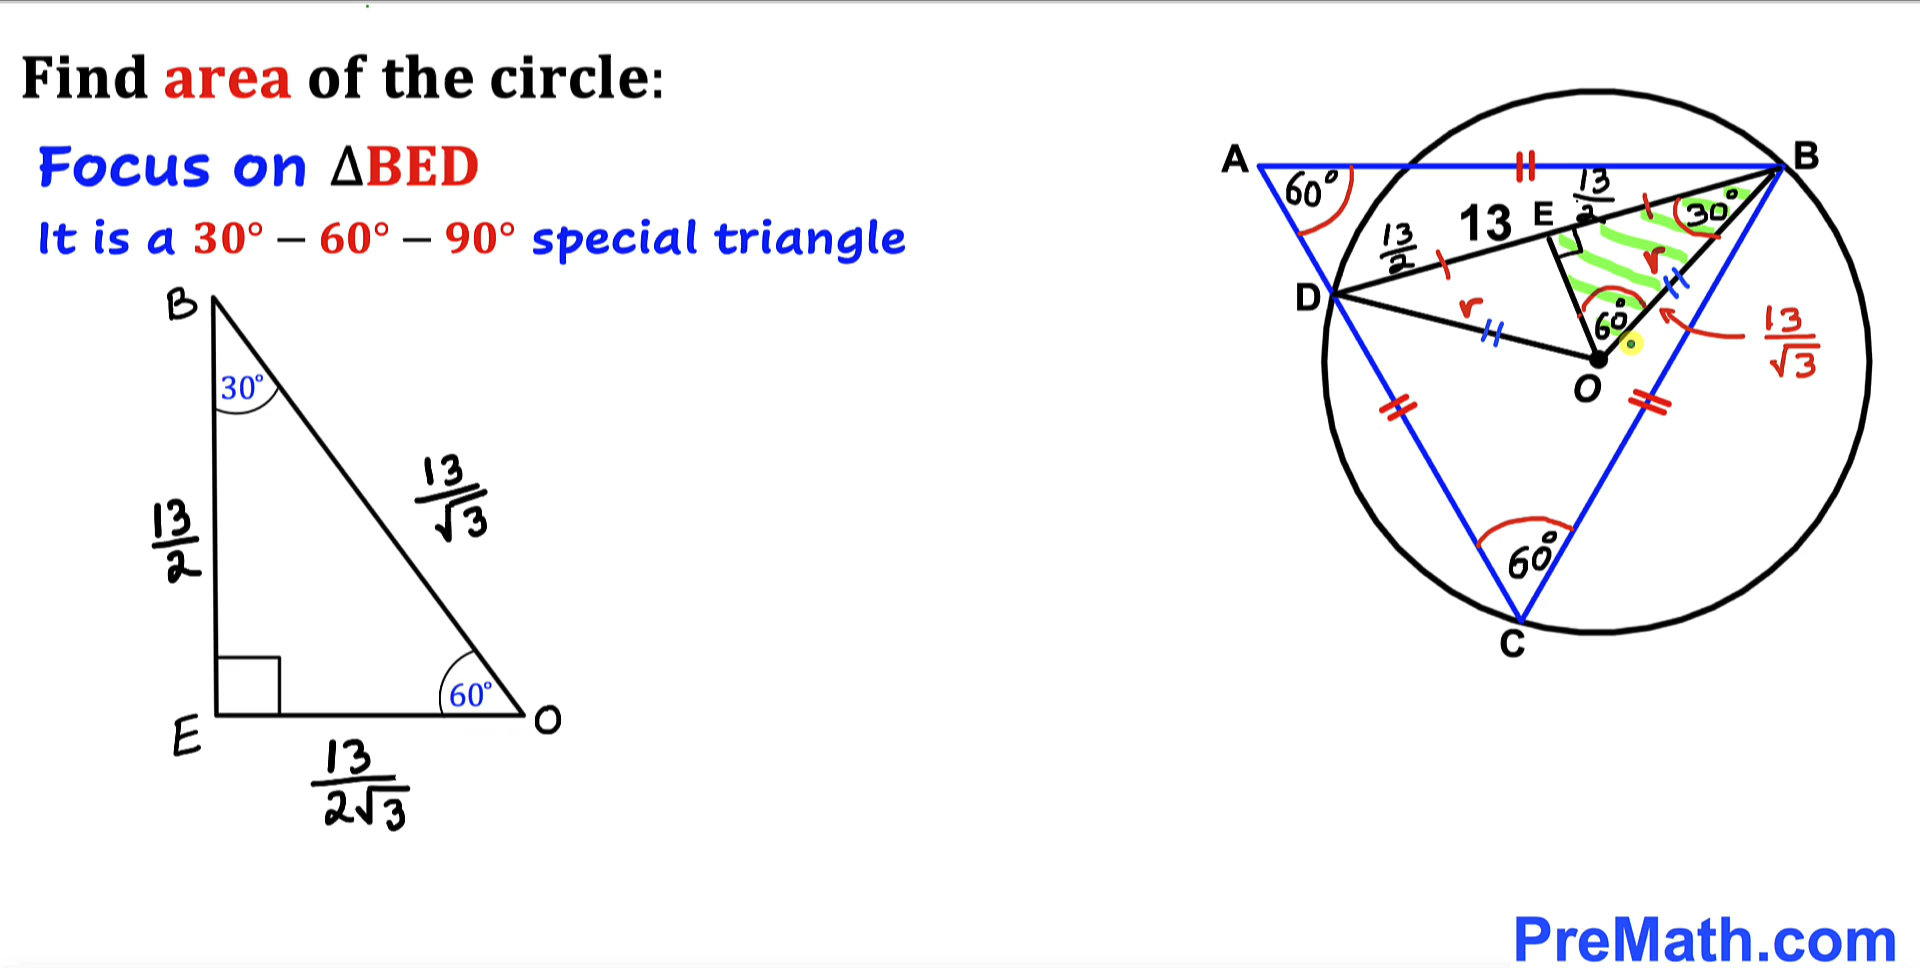 Find area of the circle:
Focus on ΔBED
It is a 30° – 60° – 90° special triangle
B
30°
13/√3
13/2
60°
E
O
13/2√3
A
B
60°
13/2
13
E
30°
13/2
r
D
r
60°
13/√3
O
60°
C
PreMath.com